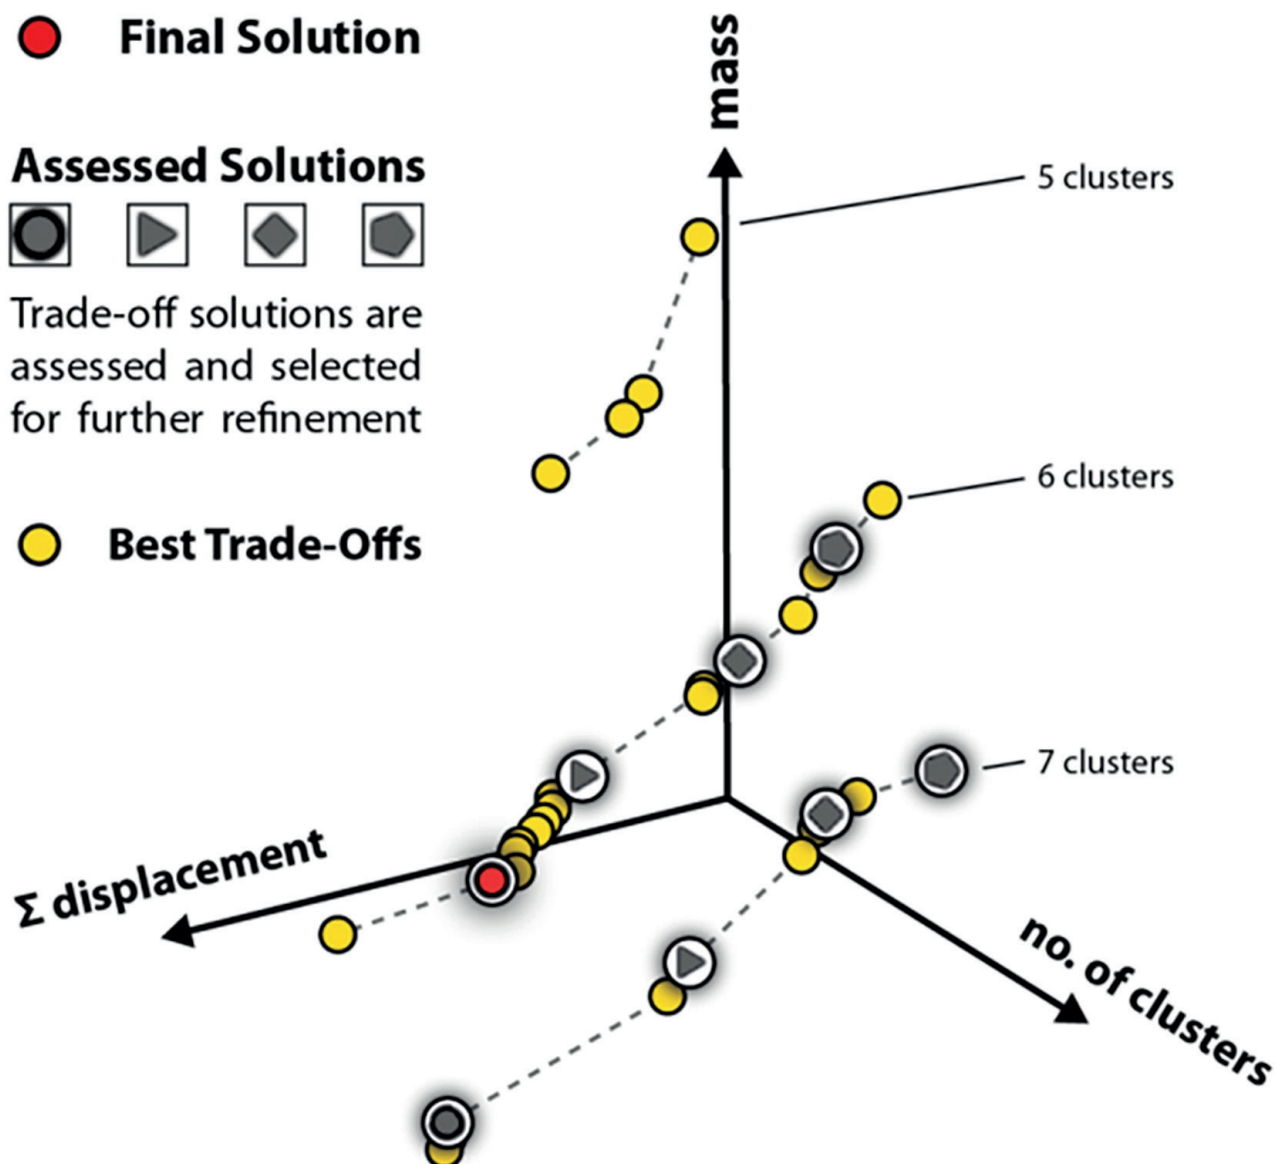 Final Solution
Assessed Solutions
Trade-off solutions are
assessed and selected
for further refinement
Best Trade-Offs
mass
5 clusters
6 clusters
7 clusters
Σ displacement
no. of clusters